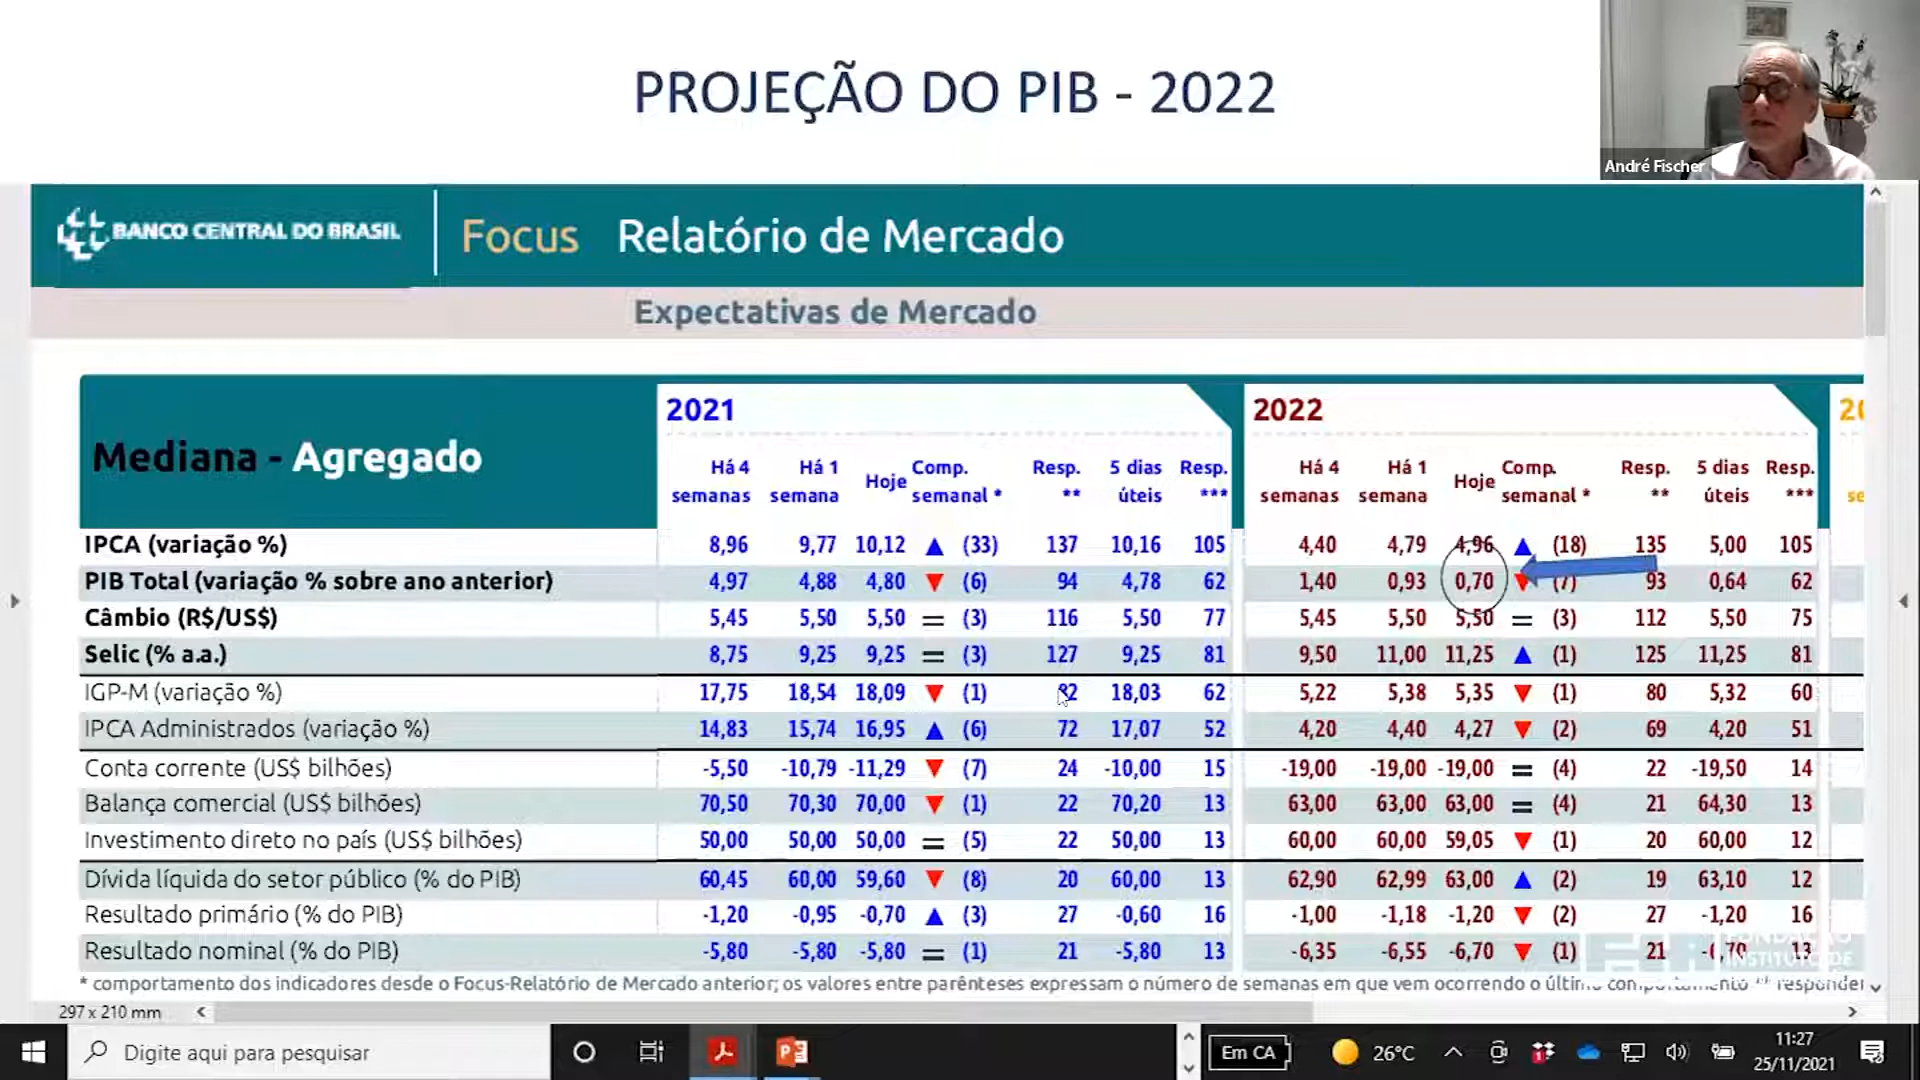 PROJEÇÃO DO PIB - 2022
André Fischer
BANCO CENTRAL DO BRASIL
Focus Relatório de Mercado
Expectativas de Mercado
Mediana - Agregado
2021 2022
Há 4 semanas Há 1 semana Hoje Comp. semanal * Resp. ** 5 dias úteis Resp. *** Há 4 semanas Há 1 semana Hoje Comp. semanal * Resp. ** 5 dias úteis Resp. ***
IPCA (variação %) 8,96 9,77 10,12 ▲ (33) 137 10,16 105 4,40 4,79 4,96 ▲ (18) 135 5,00 105
PIB Total (variação % sobre ano anterior) 4,97 4,88 4,80 ▼ (6) 94 4,78 62 1,40 0,93 0,70 ▼ (7) 93 0,64 62
Câmbio (R$/US$) 5,45 5,50 5,50 = (3) 116 5,50 77 5,45 5,50 5,50 = (3) 112 5,50 75
Selic (% a.a.) 8,75 9,25 9,25 = (3) 127 9,25 81 9,50 11,00 11,25 ▲ (1) 125 11,25 81
IGP-M (variação %) 17,75 18,54 18,09 ▼ (1) 18,03 62 5,22 5,38 5,35 ▼ (1) 80 5,32 60
IPCA Administrados (variação %) 14,83 15,74 16,95 ▲ (6) 72 17,07 52 4,20 4,40 4,27 ▼ (2) 69 4,20 51
Conta corrente (US$ bilhões) -5,50 -10,79 -11,29 ▼ (7) 24 -10,00 15 -19,00 -19,00 -19,00 = (4) 22 -19,50 14
Balança comercial (US$ bilhões) 70,50 70,30 70,00 ▼ (1) 22 70,20 13 63,00 63,00 63,00 = (4) 21 64,30 13
Investimento direto no país (US$ bilhões) 50,00 50,00 50,00 = (5) 22 50,00 13 60,00 60,00 59,05 ▼ (1) 20 60,00 12
Dívida líquida do setor público (% do PIB) 60,45 60,00 59,60 ▼ (8) 20 60,00 13 62,90 62,99 63,00 ▲ (2) 19 63,10 12
Resultado primário (% do PIB) -1,20 -0,95 -0,70 ▲ (3) 27 -0,60 16 -1,00 -1,18 -1,20 ▼ (2) 27 -1,20 16
Resultado nominal (% do PIB) -5,80 -5,80 -5,80 = (1) 21 -5,80 13 -6,35 -6,55 -6,70 ▼ (1) 21 13
FUNDAÇÃO
INSTITUTO DE
* comportamento dos indicadores desde o Focus-Relatório de Mercado anterior; os valores entre parênteses expressam o número de semanas em que vem ocorrendo o último comportamento
297 x 210 mm
Digite aqui para pesquisar
Em CA
26°C
11:27
25/11/2021